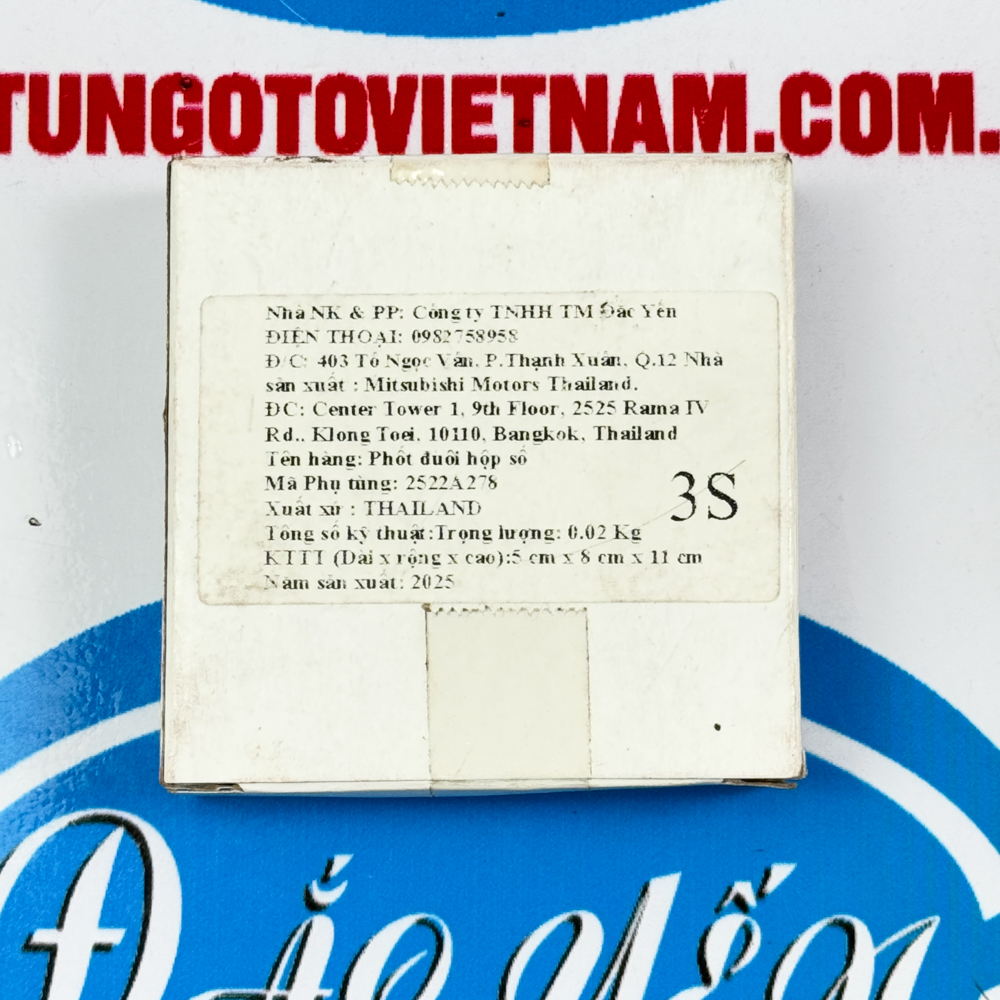 TUNGOTOVIETNAM.COM.
Nhà NK & PP: Công ty TNHH TM Đắc Yến
ĐIỆN THOẠI: 0982758958
Đ/C: 403 Tô Ngọc Vân, P.Thạnh Xuân, Q.12 Nhà
sản xuất : Mitsubishi Motors Thailand.
ĐC: Center Tower 1, 9th Floor, 2525 Rama IV
Rd., Klong Toei, 10110, Bangkok, Thailand
Tên hàng: Phốt đuôi hộp số
Mã Phụ tùng: 2522A278
3S
Xuất xứ : THAILAND
Tông số kỹ thuật:Trọng lượng: 0.02 Kg
KTTT (Dài x rộng x cao):5 cm x 8 cm x 11 cm
Năm sản xuất: 2025
Đắc Yến